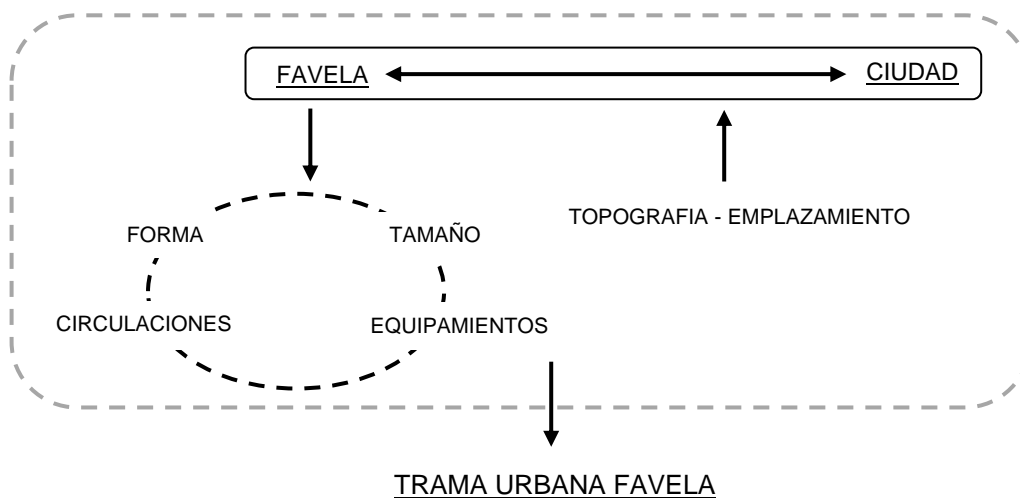 FAVELA CIUDAD
TOPOGRAFIA - EMPLAZAMIENTO
FORMA TAMAÑO
CIRCULACIONES EQUIPAMIENTOS
TRAMA URBANA FAVELA